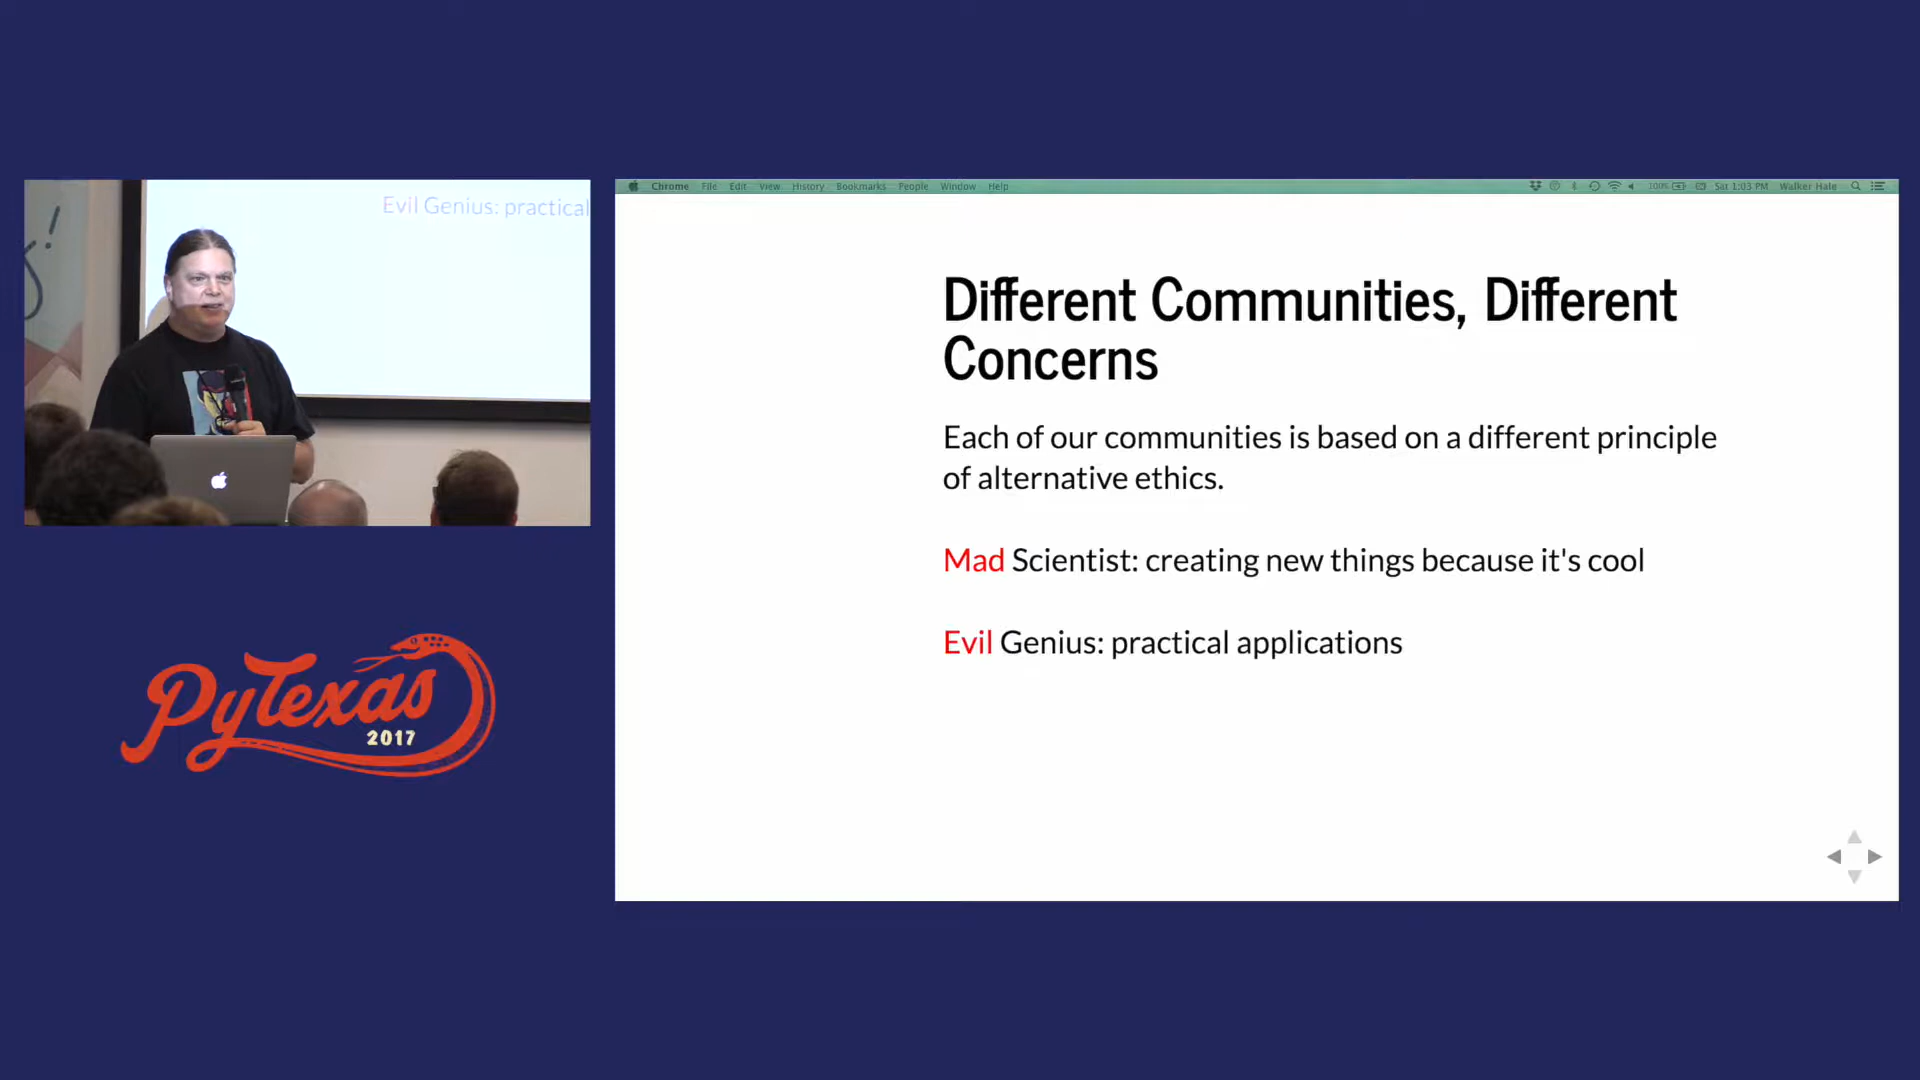 Evil Genius: practical
PyTexas
2017
Chrome File Edit View History Bookmarks People Window Help
100% Sat 1:03 PM Walker Hale
Different Communities, Different
Concerns
Each of our communities is based on a different principle
of alternative ethics.
Mad Scientist: creating new things because it's cool
Evil Genius: practical applications